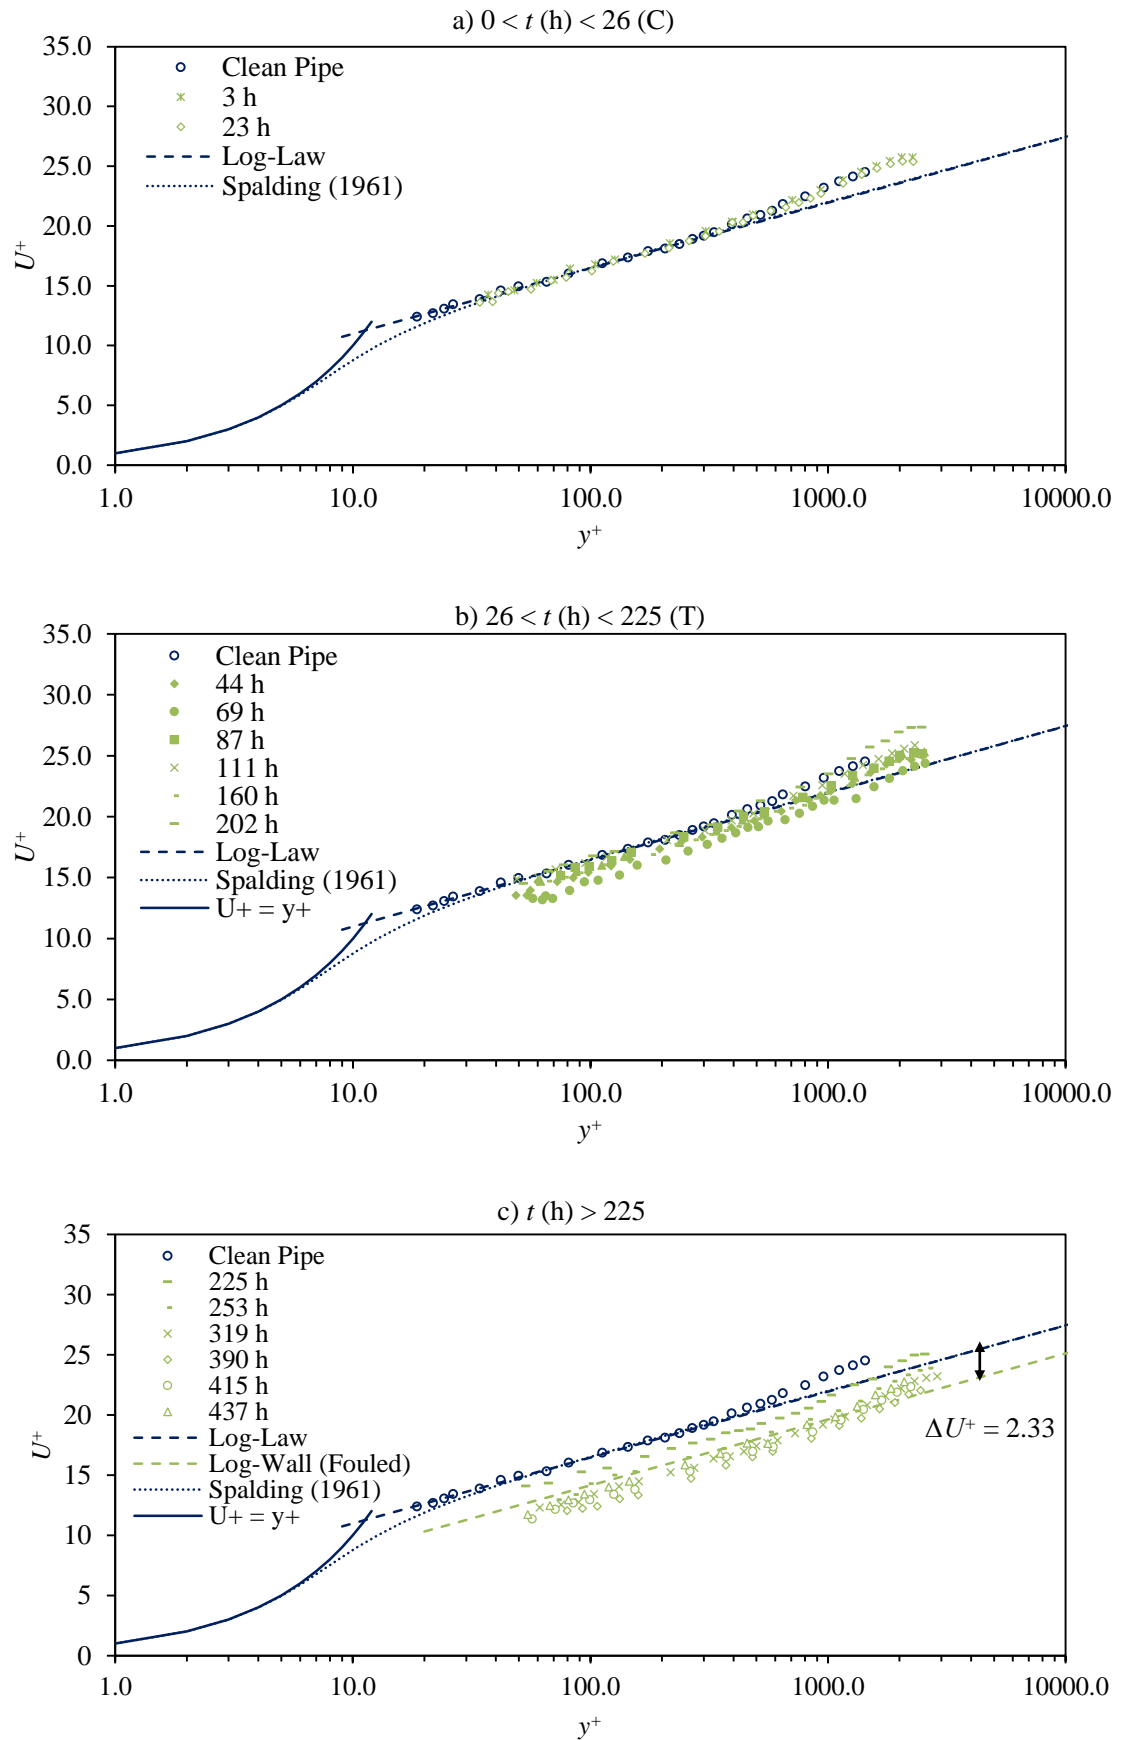 a) 0 < t (h) < 26 (C)
35.0
30.0
25.0
20.0
15.0
10.0
5.0
0.0
U+
Clean Pipe
3 h
23 h
Log-Law
Spalding (1961)
1.0 10.0 100.0 1000.0 10000.0
y+
b) 26 < t (h) < 225 (T)
35.0
30.0
25.0
20.0
15.0
10.0
5.0
0.0
U+
Clean Pipe
44 h
69 h
87 h
111 h
160 h
202 h
Log-Law
Spalding (1961)
U+ = y+
1.0 10.0 100.0 1000.0 10000.0
y+
c) t (h) > 225
35
30
25
20
15
10
5
0
U+
Clean Pipe
225 h
253 h
319 h
390 h
415 h
437 h
Log-Law
Log-Wall (Fouled)
Spalding (1961)
U+ = y+
ΔU+ = 2.33
1.0 10.0 100.0 1000.0 10000.0
y+